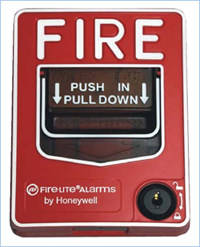 FIRE
PUSH IN
PULL DOWN
FIRE-LITE®ALARMS
by Honeywell